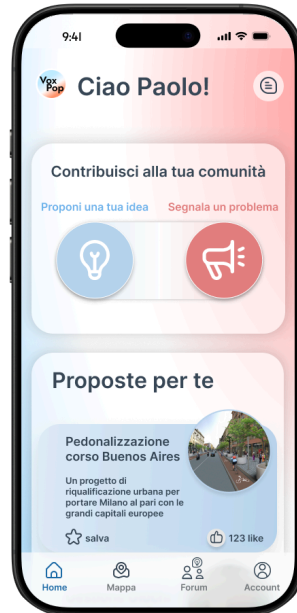 9:41
Vox
Pop
Ciao Paolo!
Contribuisci alla tua comunità
Proponi una tua idea
Segnala un problema
Proposte per te
Pedonalizzazione
corso Buenos Aires
Un progetto di
riqualificazione urbana per
portare Milano al pari con le
grandi capitali europee
salva
123 like
Home
Mappa
Forum
Account